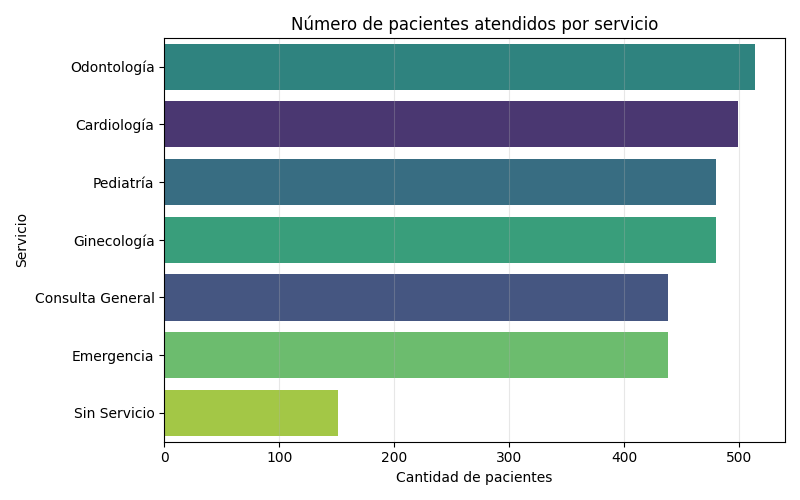 Número de pacientes atendidos por servicio
Servicio
Odontología
Cardiología
Pediatría
Ginecología
Consulta General
Emergencia
Sin Servicio
0 100 200 300 400 500
Cantidad de pacientes